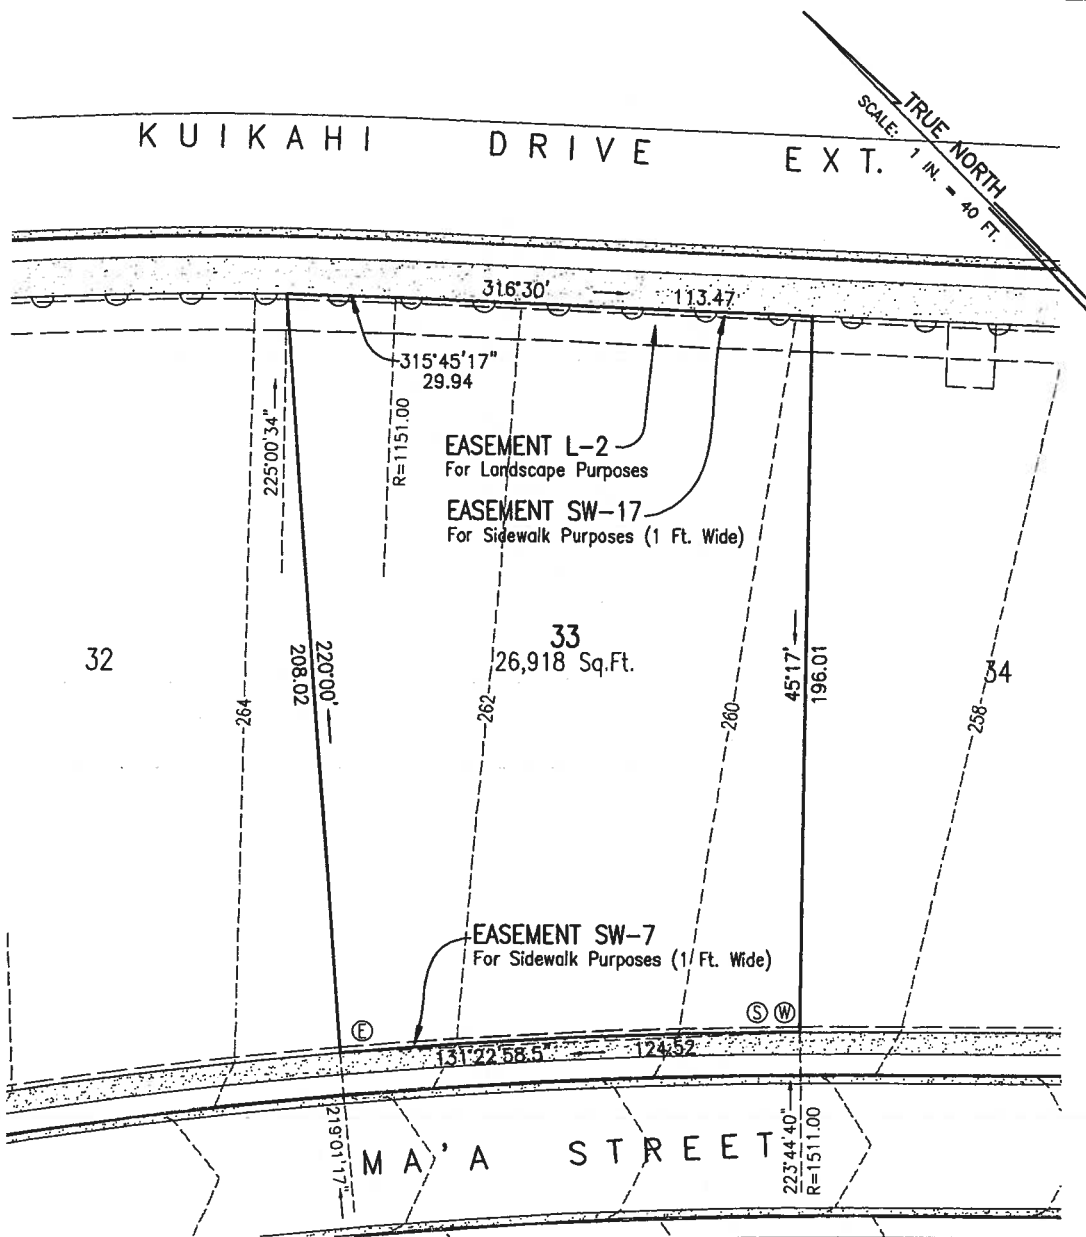 KUIKAHI DRIVE EXT.
TRUE NORTH
SCALE: 1 IN. = 40 FT.
316°30' 113.47
315°45'17"
29.94
225°00'34"
R=1151.00
EASEMENT L-2
For Landscape Purposes
EASEMENT SW-17
For Sidewalk Purposes (1 Ft. Wide)
32
33
26,918 Sq.Ft.
34
220°00'
208.02
45°17'
196.01
264
262
260
258
EASEMENT SW-7
For Sidewalk Purposes (1 Ft. Wide)
E
S W
131°22'58.5" 124.52
219°01'17"
MA'A STREET
223°44'40"
R=1511.00